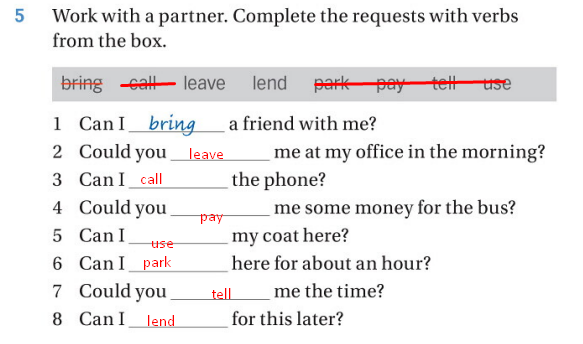 5 Work with a partner. Complete the requests with verbs
from the box.
bring call leave lend park pay tell use
1 Can I bring a friend with me?
2 Could you leave me at my office in the morning?
3 Can I call the phone?
4 Could you pay me some money for the bus?
5 Can I use my coat here?
6 Can I park here for about an hour?
7 Could you tell me the time?
8 Can I lend for this later?